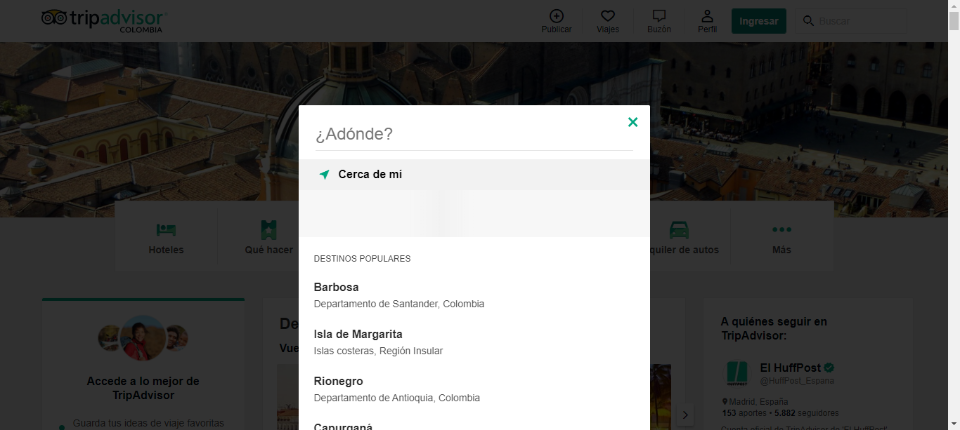 tripadvisor
COLOMBIA
Publicar
Viajes
Buzón
Perfil
Ingresar
Buscar
¿Adónde?
Cerca de mí
Hoteles
Qué hacer
quiler de autos
Más
DESTINOS POPULARES
Barbosa
Departamento de Santander, Colombia
Isla de Margarita
Islas costeras, Región Insular
Rionegro
Departamento de Antioquia, Colombia
Capurganá
Accede a lo mejor de
TripAdvisor
Guarda tus ideas de viaje favoritas
De
Vue
A quiénes seguir en
TripAdvisor:
El HuffPost
@HuffPost_Espana
Madrid, España
153 aportes • 5.882 seguidores